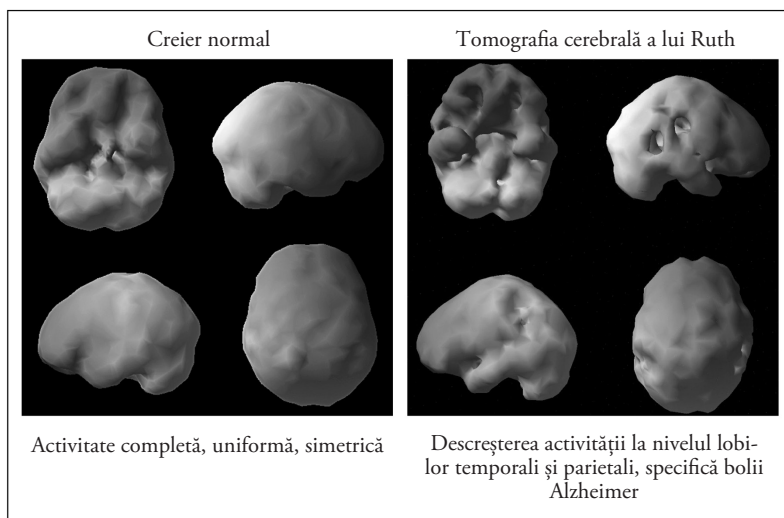 Creier normal
Tomografia cerebrală a lui Ruth
Activitate completă, uniformă, simetrică
Descreșterea activității la nivelul lobi-
lor temporali și parietali, specifică bolii
Alzheimer